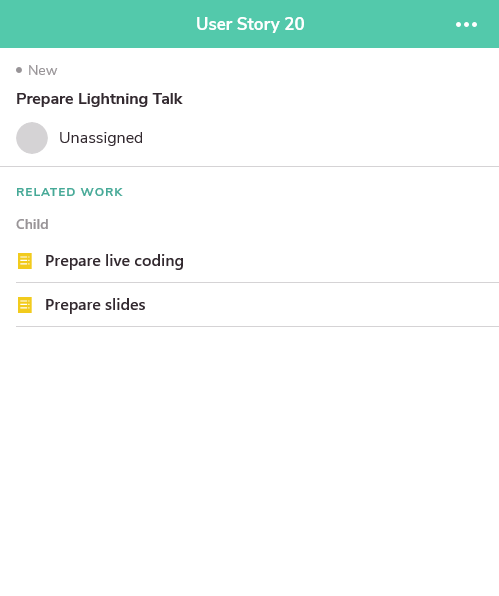 User Story 20
New
Prepare Lightning Talk
Unassigned
RELATED WORK
Child
Prepare live coding
Prepare slides